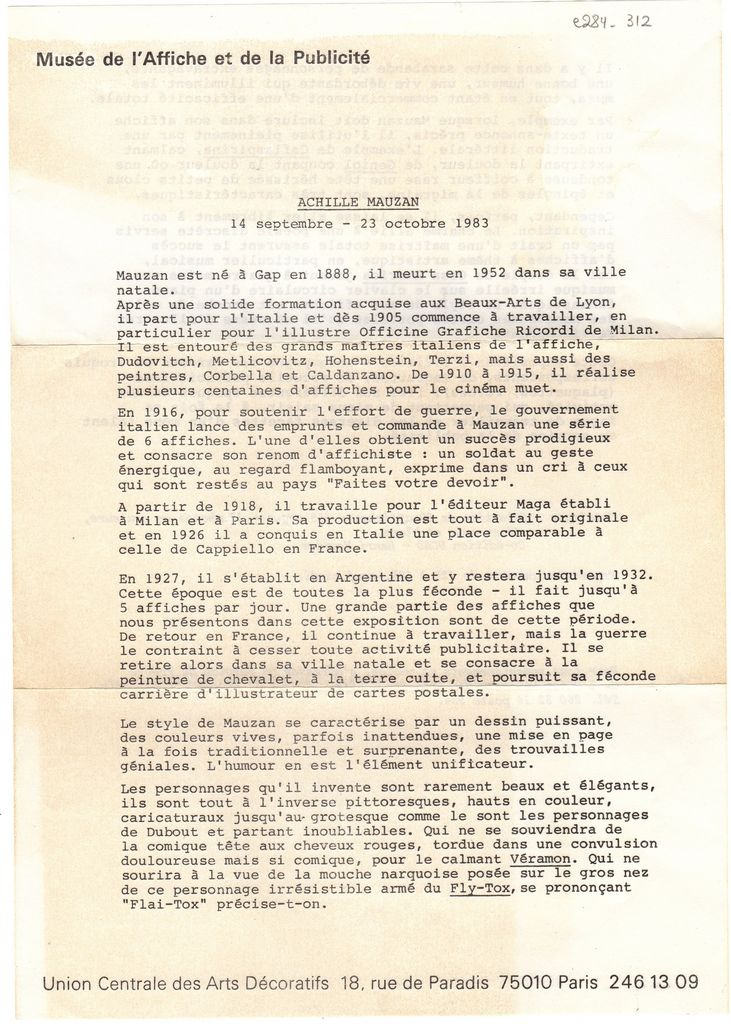 e284-312
Musée de l'Affiche et de la Publicité
ACHILLE MAUZAN
14 septembre - 23 octobre 1983
Mauzan est né à Gap en 1888, il meurt en 1952 dans sa ville
natale.
Après une solide formation acquise aux Beaux-Arts de Lyon,
il part pour l'Italie et dès 1905 commence à travailler, en
particulier pour l'illustre Officine Grafiche Ricordi de Milan.
Il est entouré des grands maîtres italiens de l'affiche,
Dudovitch, Metlicovitz, Hohenstein, Terzi, mais aussi des
peintres, Corbella et Caldanzano. De 1910 à 1915, il réalise
plusieurs centaines d'affiches pour le cinéma muet.
En 1916, pour soutenir l'effort de guerre, le gouvernement
italien lance des emprunts et commande à Mauzan une série
de 6 affiches. L'une d'elles obtient un succès prodigieux
et consacre son renom d'affichiste : un soldat au geste
énergique, au regard flamboyant, exprime dans un cri à ceux
qui sont restés au pays "Faites votre devoir".
A partir de 1918, il travaille pour l'éditeur Maga établi
à Milan et à Paris. Sa production est tout à fait originale
et en 1926 il a conquis en Italie une place comparable à
celle de Cappiello en France.
En 1927, il s'établit en Argentine et y restera jusqu'en 1932.
Cette époque est de toutes la plus féconde - il fait jusqu'à
5 affiches par jour. Une grande partie des affiches que
nous présentons dans cette exposition sont de cette période.
De retour en France, il continue à travailler, mais la guerre
le contraint à cesser toute activité publicitaire. Il se
retire alors dans sa ville natale et se consacre à la
peinture de chevalet, à la terre cuite, et poursuit sa féconde
carrière d'illustrateur de cartes postales.
Le style de Mauzan se caractérise par un dessin puissant,
des couleurs vives, parfois inattendues, une mise en page
à la fois traditionnelle et surprenante, des trouvailles
géniales. L'humour en est l'élément unificateur.
Les personnages qu'il invente sont rarement beaux et élégants,
ils sont tout à l'inverse pittoresques, hauts en couleur,
caricaturaux jusqu'au grotesque comme le sont les personnages
de Dubout et partant inoubliables. Qui ne se souviendra de
la comique tête aux cheveux rouges, tordue dans une convulsion
douloureuse mais si comique, pour le calmant Véramon. Qui ne
sourira à la vue de la mouche narquoise posée sur le gros nez
de ce personnage irrésistible armé du Fly-Tox, se prononçant
"Flai-Tox" précise-t-on.
Union Centrale des Arts Décoratifs 18, rue de Paradis 75010 Paris 246 13 09